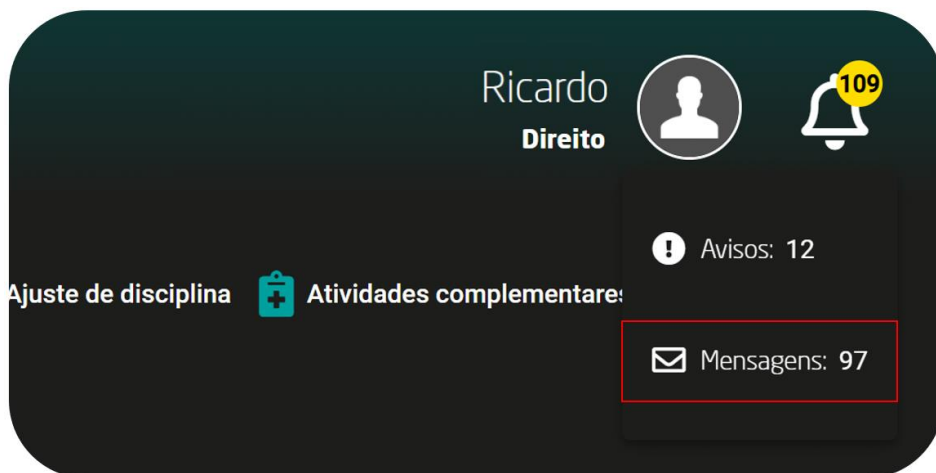 Ricardo
Direito
109
Avisos: 12
Ajuste de disciplina
Atividades complementares
Mensagens: 97